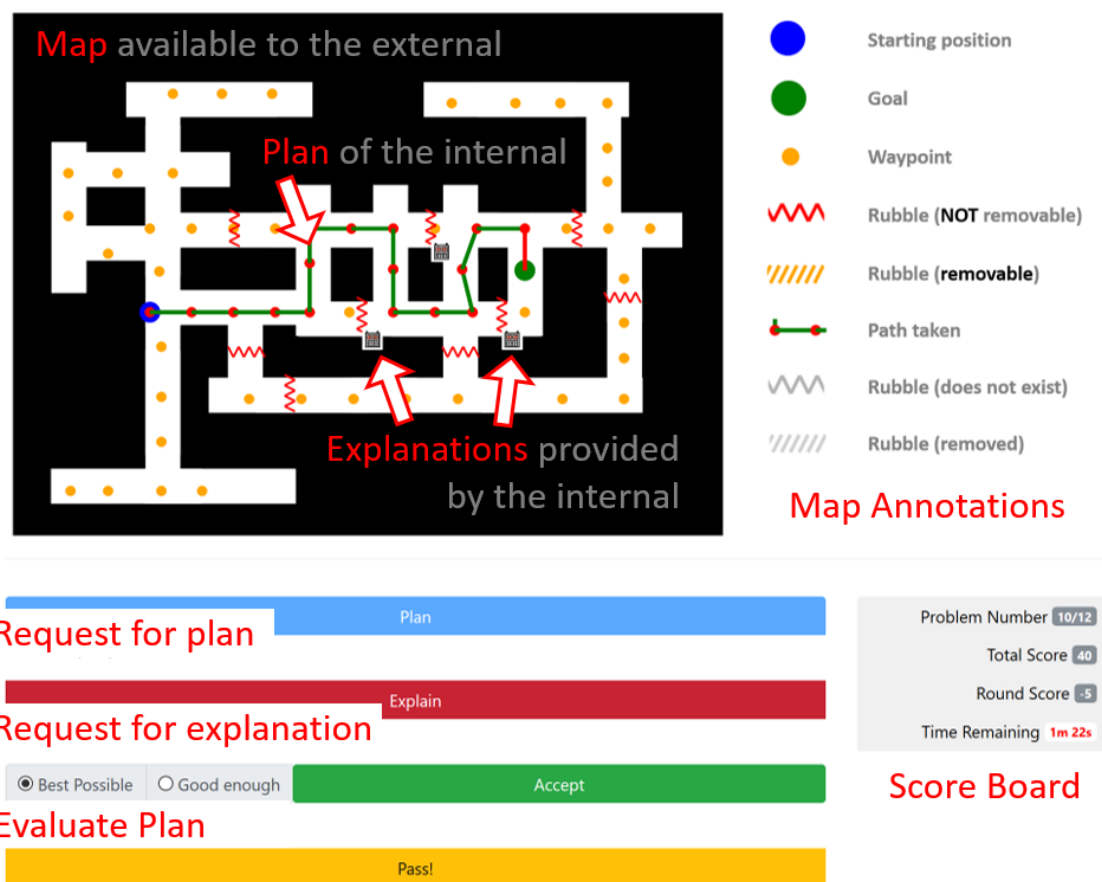 Map available to the external
Plan of the internal
Explanations provided
by the internal
Starting position
Goal
Waypoint
Rubble (NOT removable)
Rubble (removable)
Path taken
Rubble (does not exist)
Rubble (removed)
Map Annotations
Plan
Request for plan
Explain
Request for explanation
Best Possible Good enough Accept
Evaluate Plan
Pass!
Problem Number 10/12
Total Score 40
Round Score -5
Time Remaining 1m 22s
Score Board